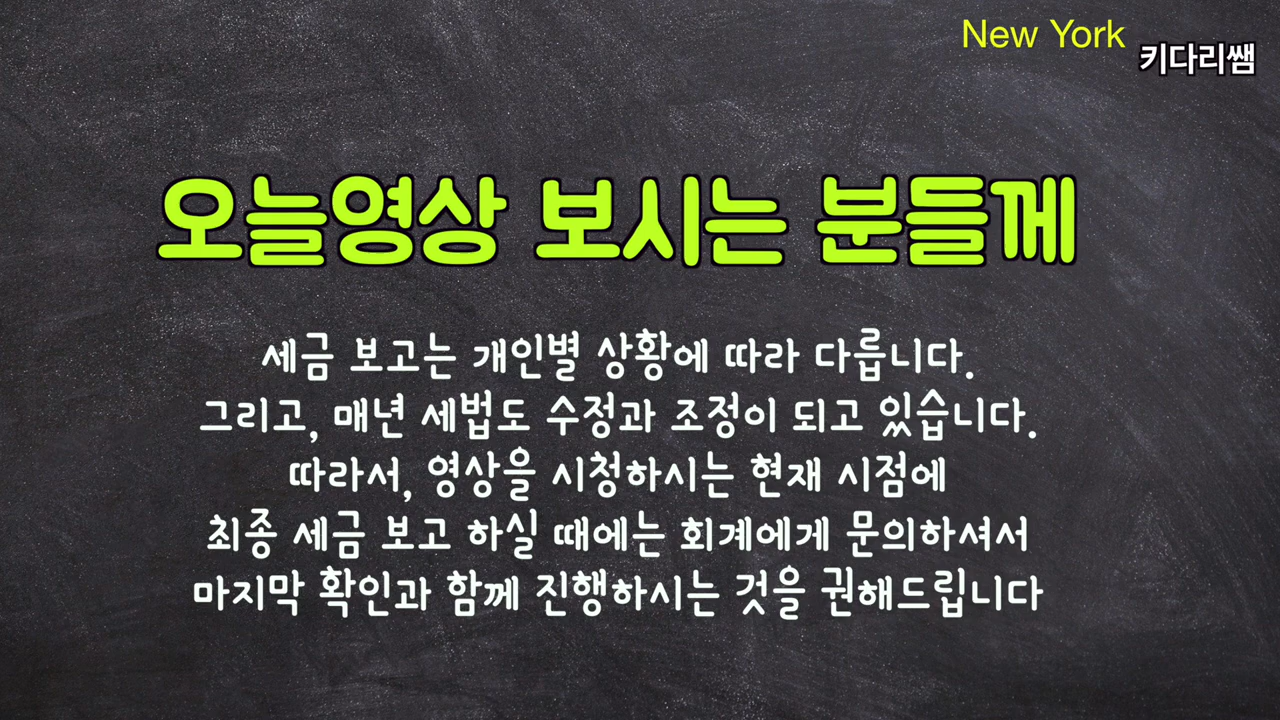 New York
키다리쌤
오늘영상 보시는 분들께
세금 보고는 개인별 상황에 따라 다릅니다.
그리고, 매년 세법도 수정과 조정이 되고 있습니다.
따라서, 영상을 시청하시는 현재 시점에
최종 세금 보고 하실 때에는 회계에게 문의하셔서
마지막 확인과 함께 진행하시는 것을 권해드립니다